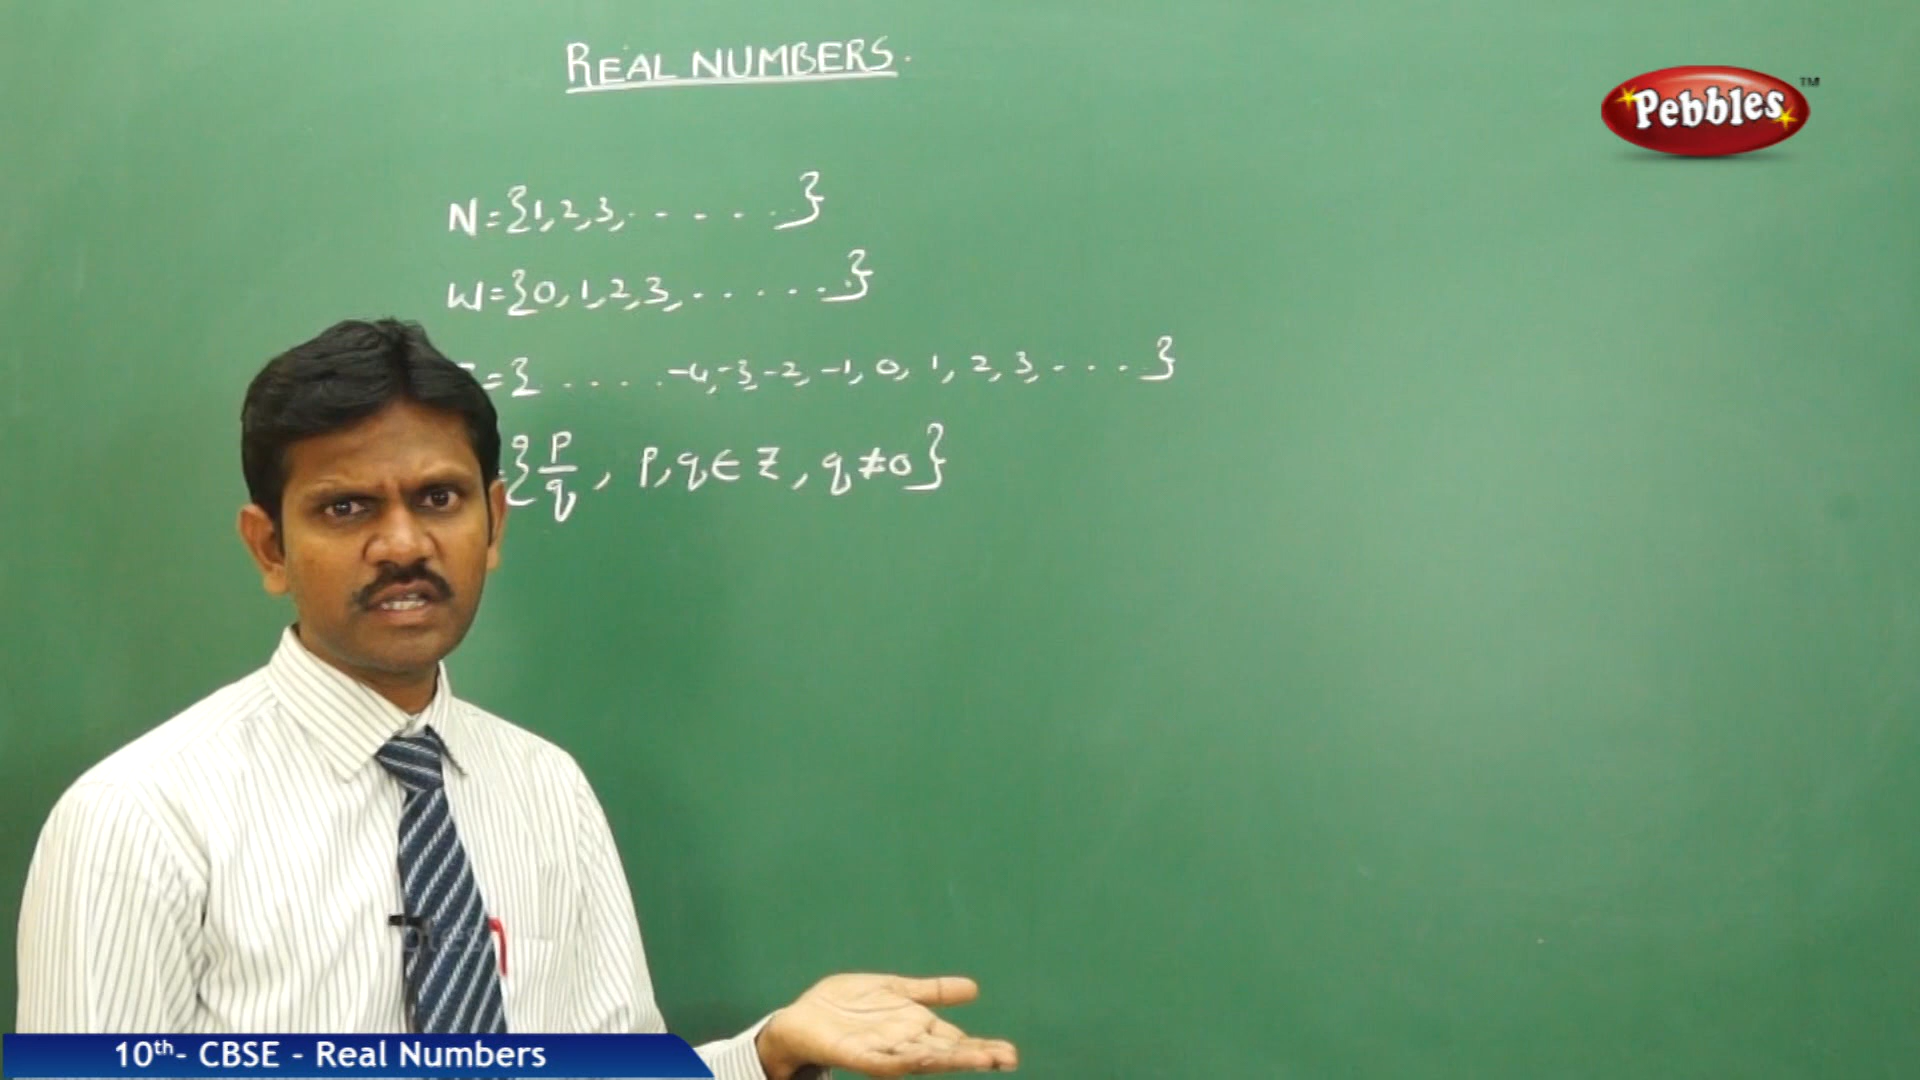 REAL NUMBERS.
Pebbles TM
N={1,2,3,......}
W={0,1,2,3,......}
={ .....-4,-3,-2,-1,0,1,2,3,....}
={p/q, p,q∈Z, q≠0}
10th- CBSE - Real Numbers